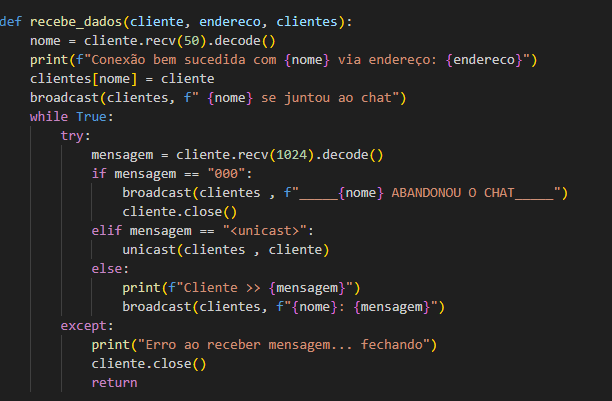 def recebe_dados(cliente, endereco, clientes):
    nome = cliente.recv(50).decode()
    print(f"Conexão bem sucedida com {nome} via endereço: {endereco}")
    clientes[nome] = cliente
    broadcast(clientes, f" {nome} se juntou ao chat")
    while True:
        try:
            mensagem = cliente.recv(1024).decode()
            if mensagem == "000":
                broadcast(clientes , f"_____{nome} ABANDONOU O CHAT_____")
                cliente.close()
            elif mensagem == "<unicast>":
                unicast(clientes , cliente)
            else:
                print(f"Cliente >> {mensagem}")
                broadcast(clientes, f"{nome}: {mensagem}")
        except:
            print("Erro ao receber mensagem... fechando")
            cliente.close()
            return